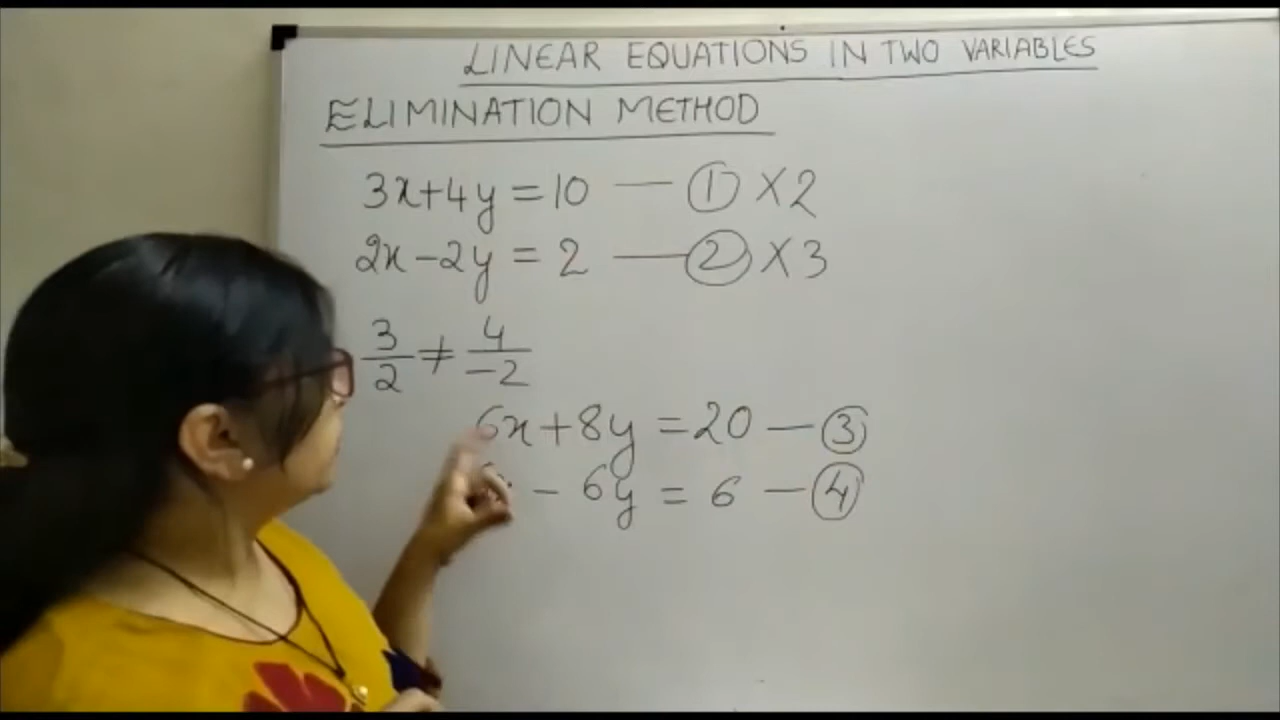 LINEAR EQUATIONS IN TWO VARIABLES
ELIMINATION METHOD
3x+4y=10 — ① X2
2x-2y=2 — ② X3
3/2 ≠ 4/-2
6x+8y=20 — ③
- 6y = 6 — ④